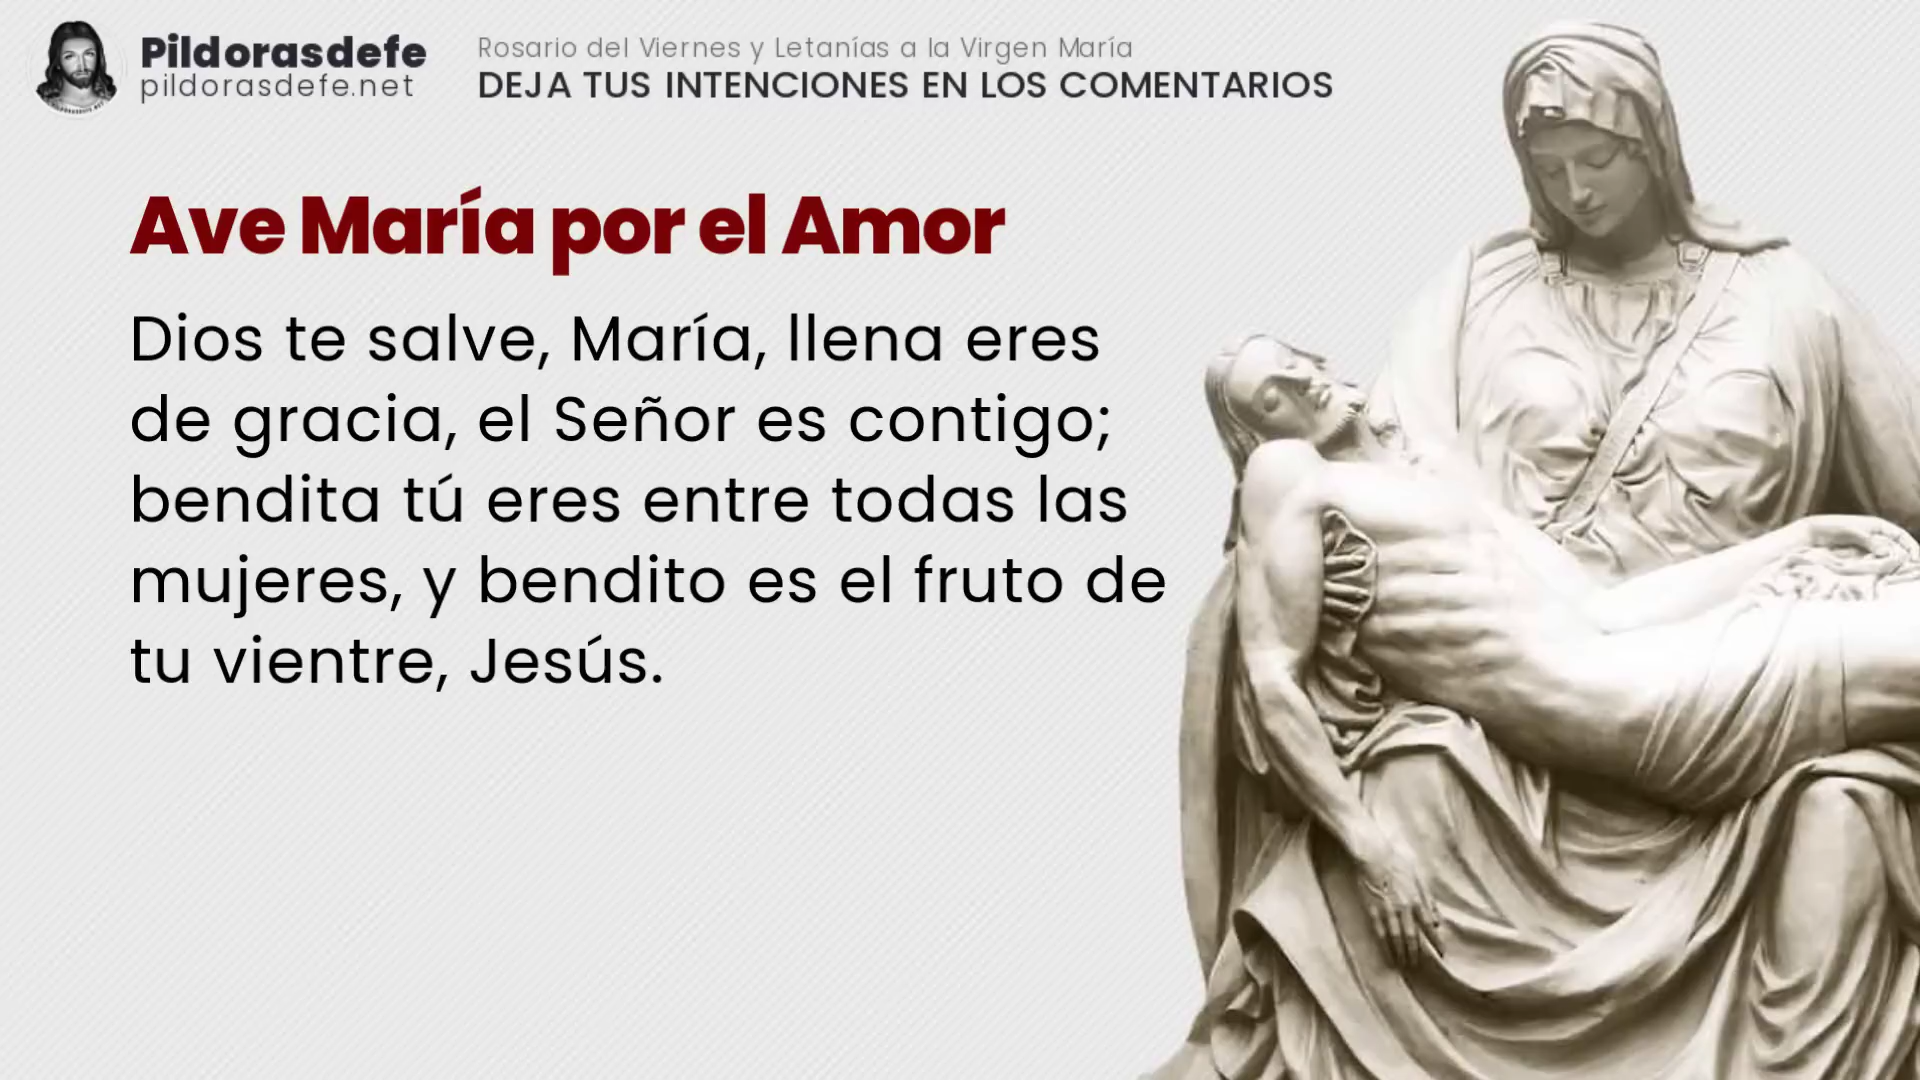 Pildorasdefe
pildorasdefe.net
Rosario del Viernes y Letanías a la Virgen María
DEJA TUS INTENCIONES EN LOS COMENTARIOS
Ave María por el Amor
Dios te salve, María, llena eres
de gracia, el Señor es contigo;
bendita tú eres entre todas las
mujeres, y bendito es el fruto de
tu vientre, Jesús.